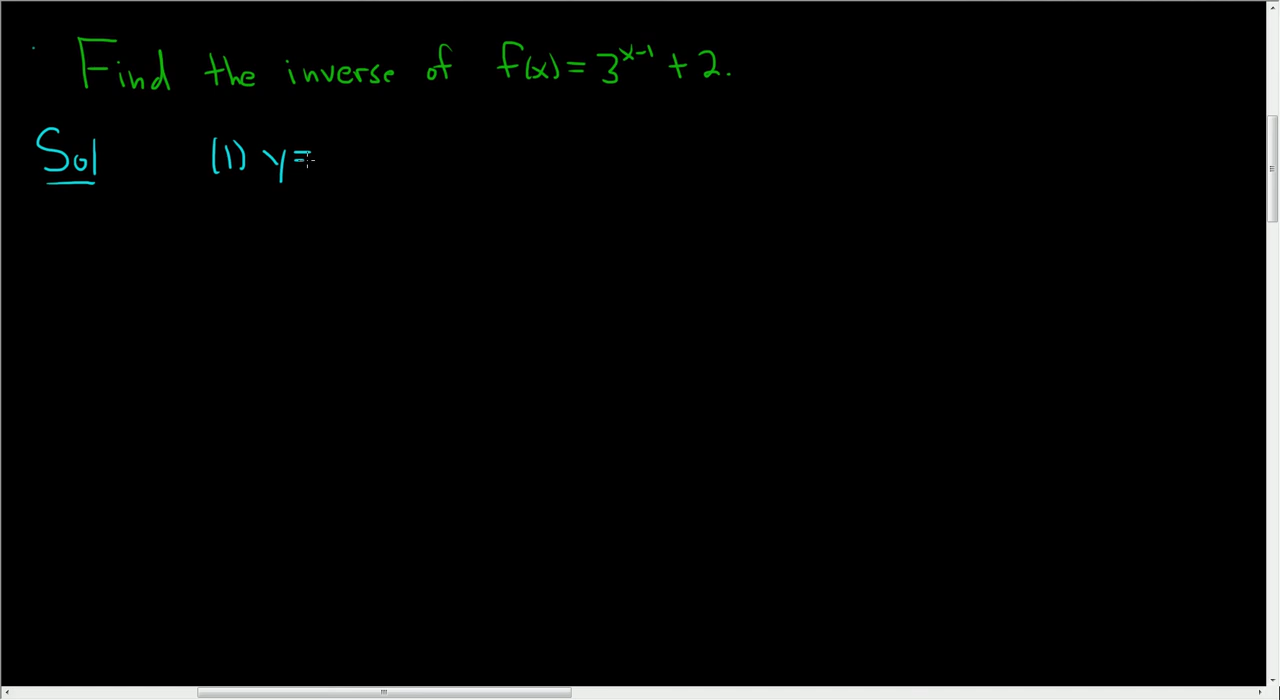 Find the inverse of f(x) = 3^{x-1} + 2.
Sol (1) y=